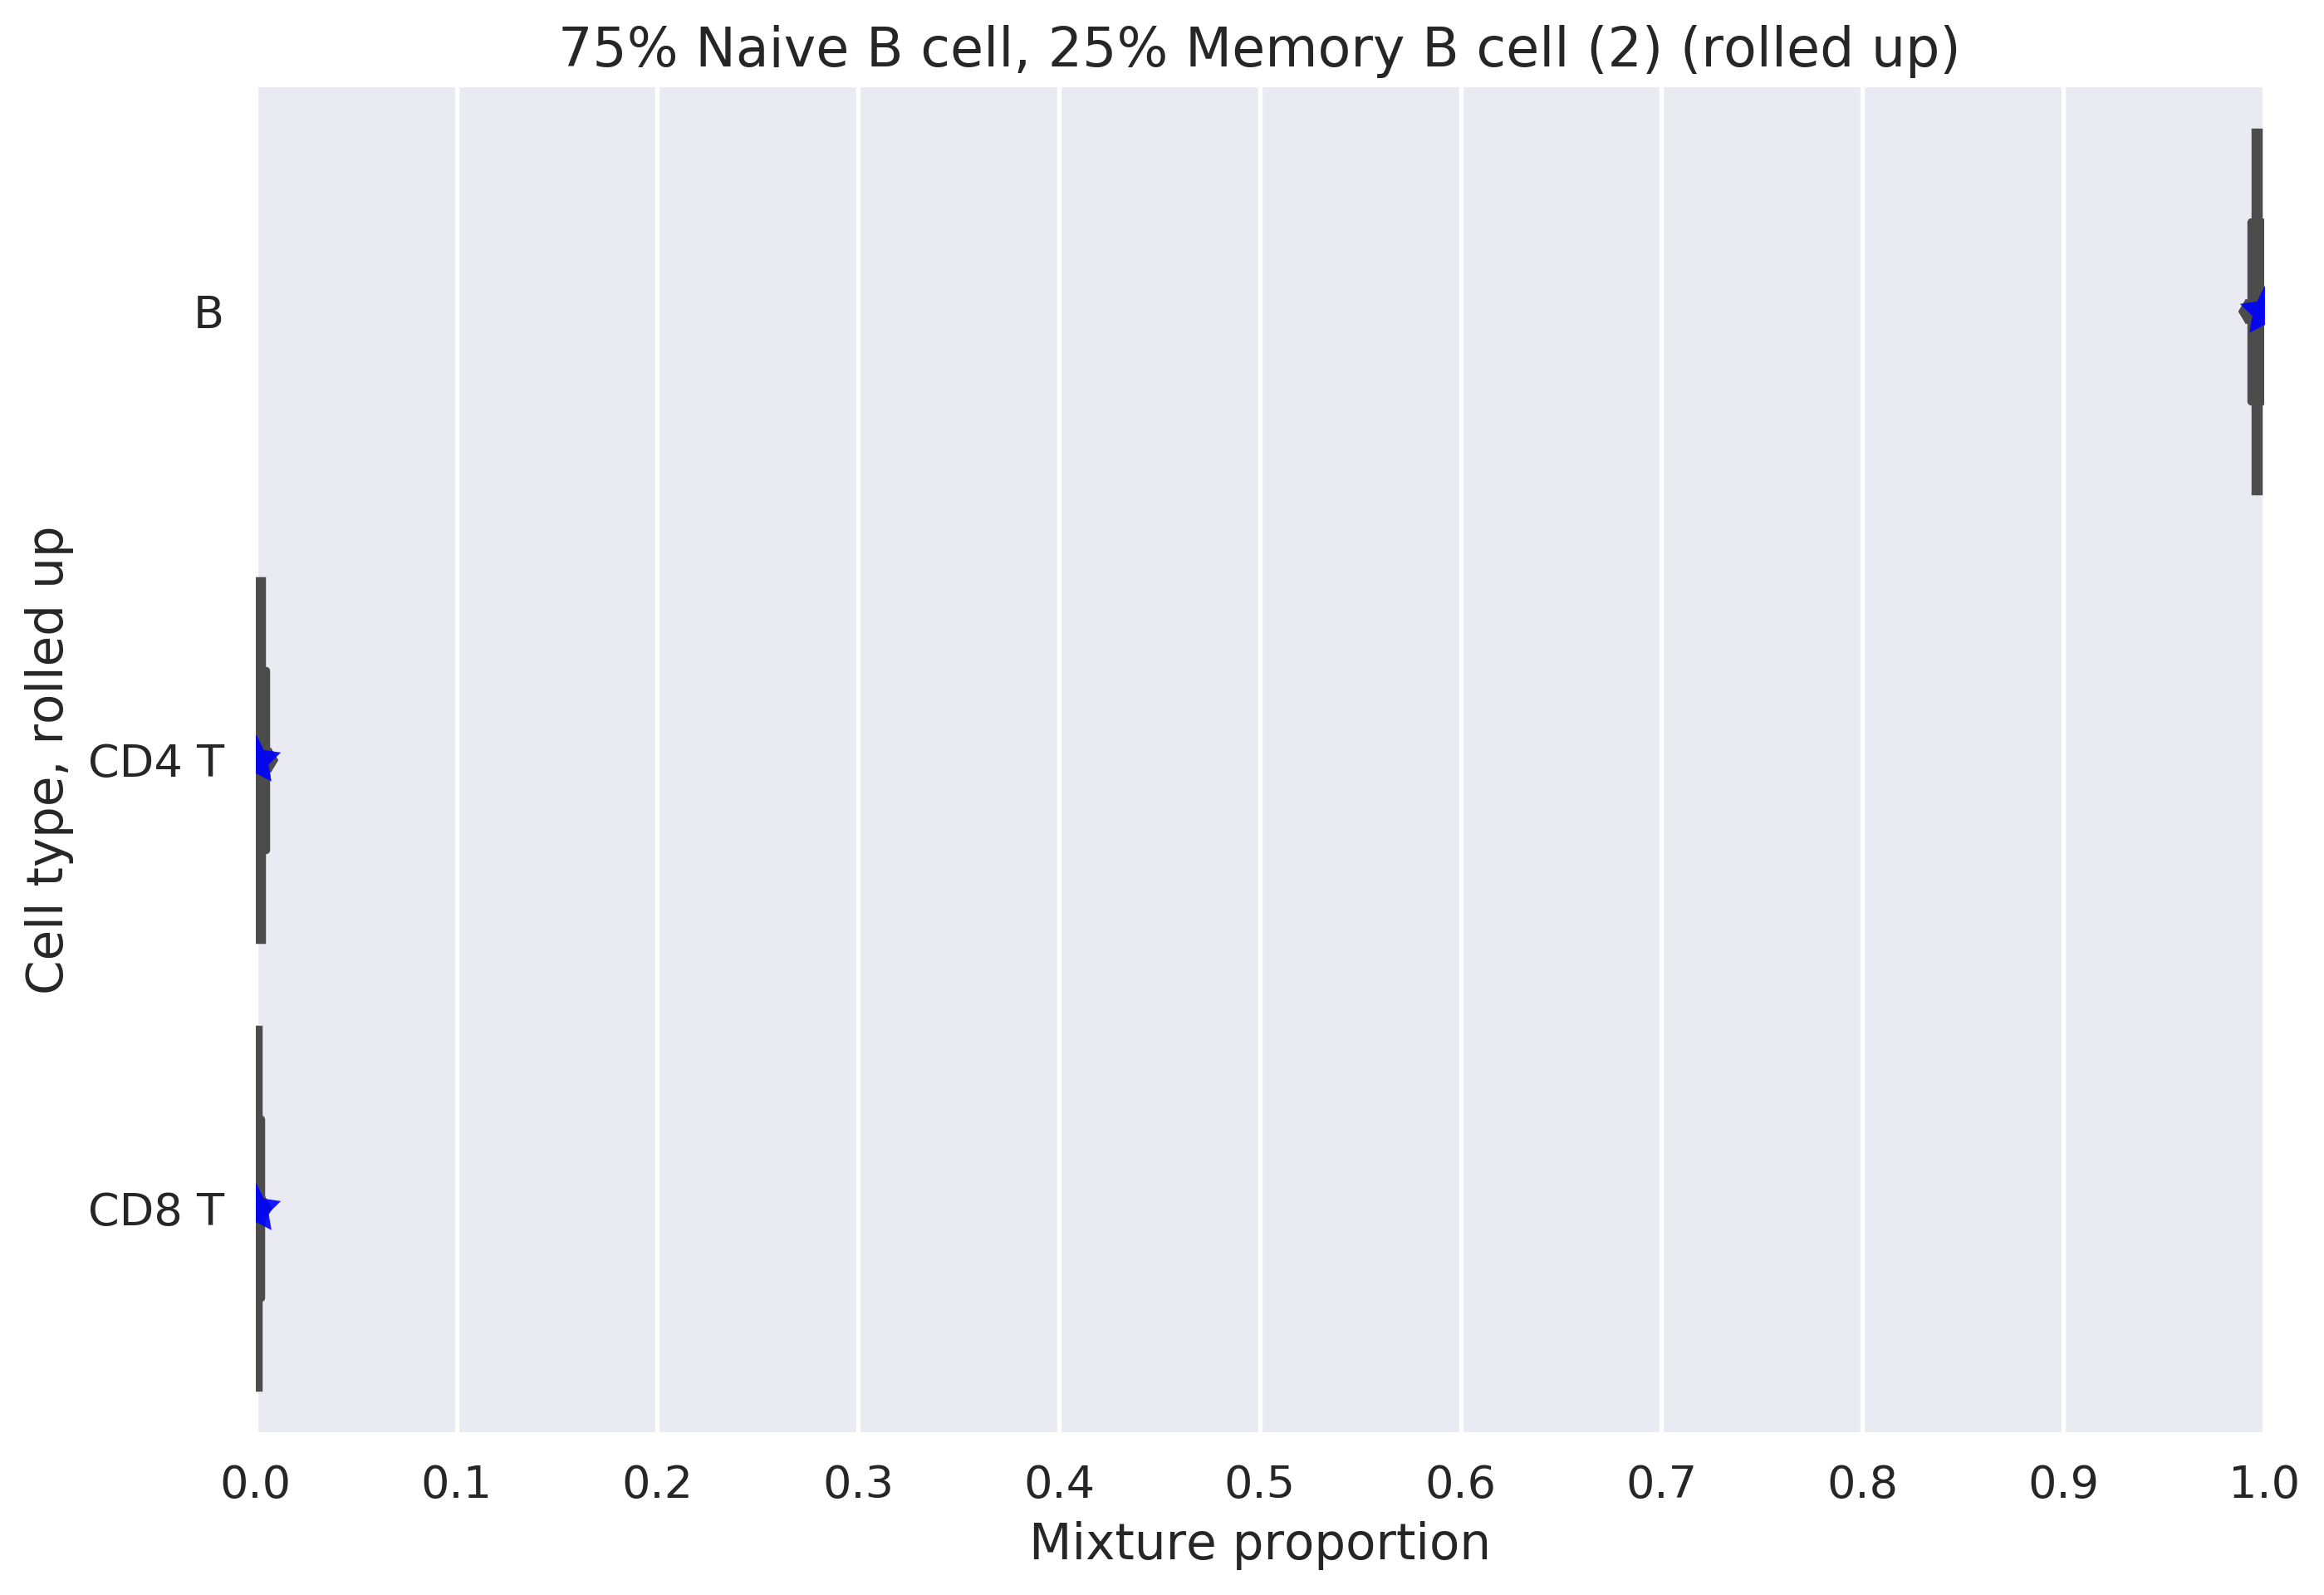 75% Naive B cell, 25% Memory B cell (2) (rolled up)
B
CD4 T
CD8 T
Cell type, rolled up
0.0 0.1 0.2 0.3 0.4 0.5 0.6 0.7 0.8 0.9 1.0
Mixture proportion